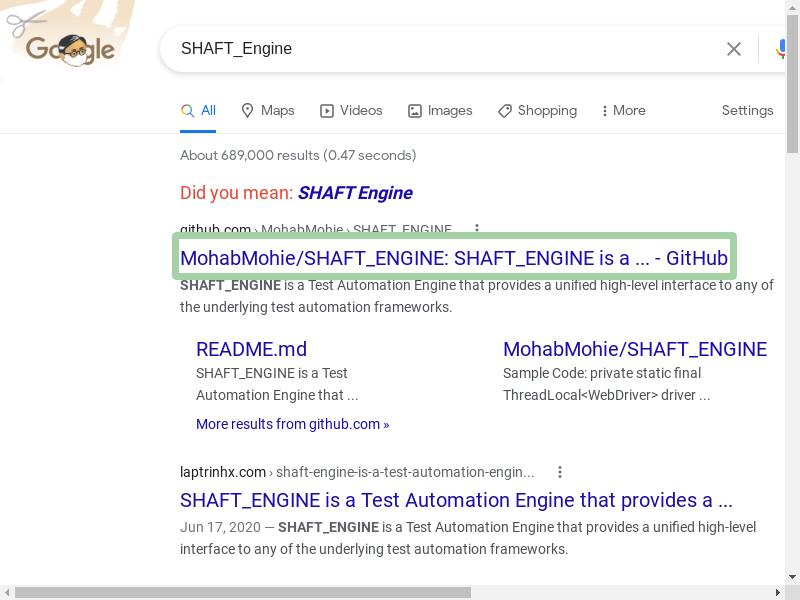 Google
SHAFT_Engine
All Maps Videos Images Shopping More Settings
About 689,000 results (0.47 seconds)
Did you mean: SHAFT Engine
github.com › MohabMohie › SHAFT_ENGINE
MohabMohie/SHAFT_ENGINE: SHAFT_ENGINE is a ... - GitHub
SHAFT_ENGINE is a Test Automation Engine that provides a unified high-level interface to any of
the underlying test automation frameworks.
README.md
SHAFT_ENGINE is a Test
Automation Engine that ...
MohabMohie/SHAFT_ENGINE
Sample Code: private static final
ThreadLocal<WebDriver> driver ...
More results from github.com »
laptrinhx.com › shaft-engine-is-a-test-automation-engin...
SHAFT_ENGINE is a Test Automation Engine that provides a ...
Jun 17, 2020 — SHAFT_ENGINE is a Test Automation Engine that provides a unified high-level
interface to any of the underlying test automation frameworks.